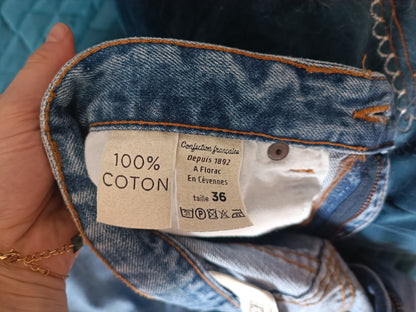 100%
COTON
Confection française
Depuis 1892
A Florac
En Cévennes
taille 36